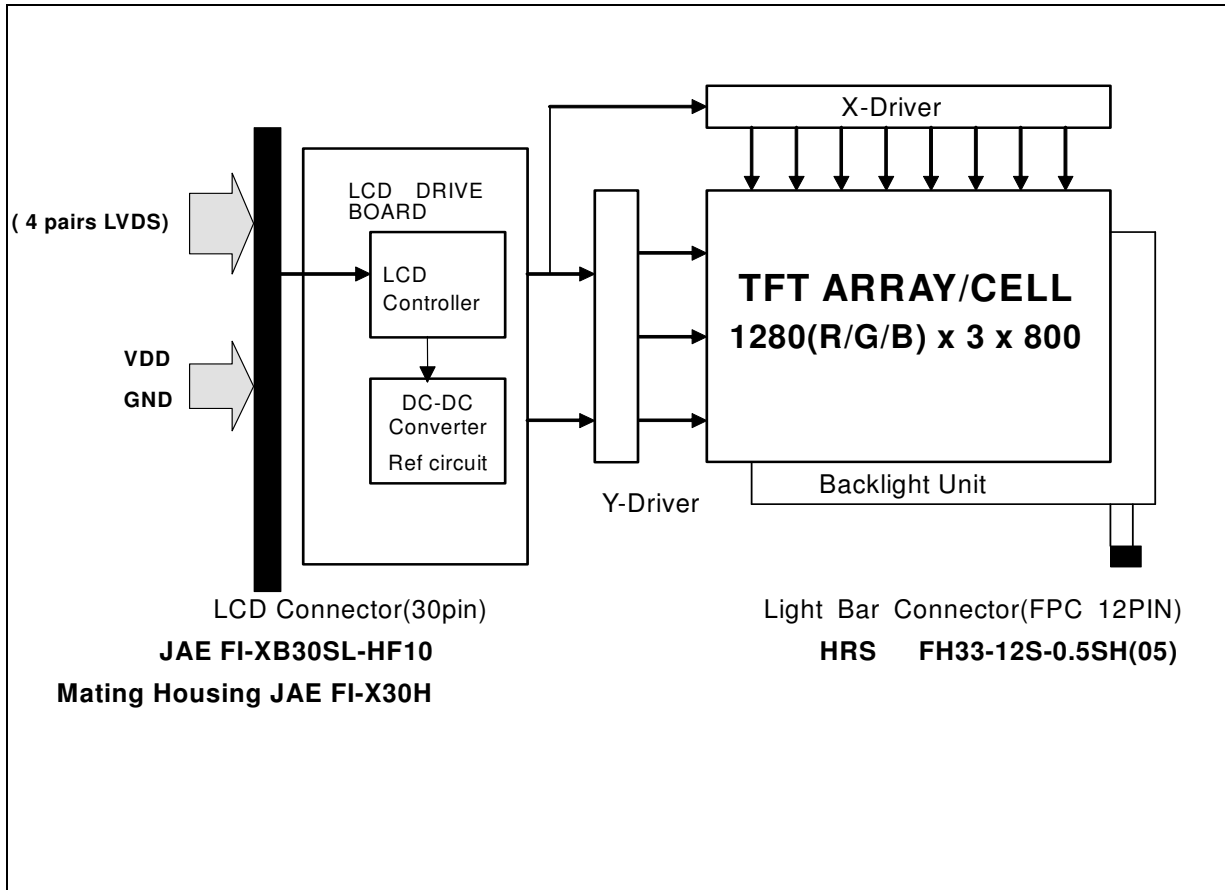 X-Driver
LCD DRIVE
BOARD
( 4 pairs LVDS)
LCD
Controller
TFT ARRAY/CELL
1280(R/G/B) x 3 x 800
VDD
GND
DC-DC
Converter
Ref circuit
Backlight Unit
Y-Driver
LCD Connector(30pin)
JAE FI-XB30SL-HF10
Mating Housing JAE FI-X30H
Light Bar Connector(FPC 12PIN)
HRS FH33-12S-0.5SH(05)